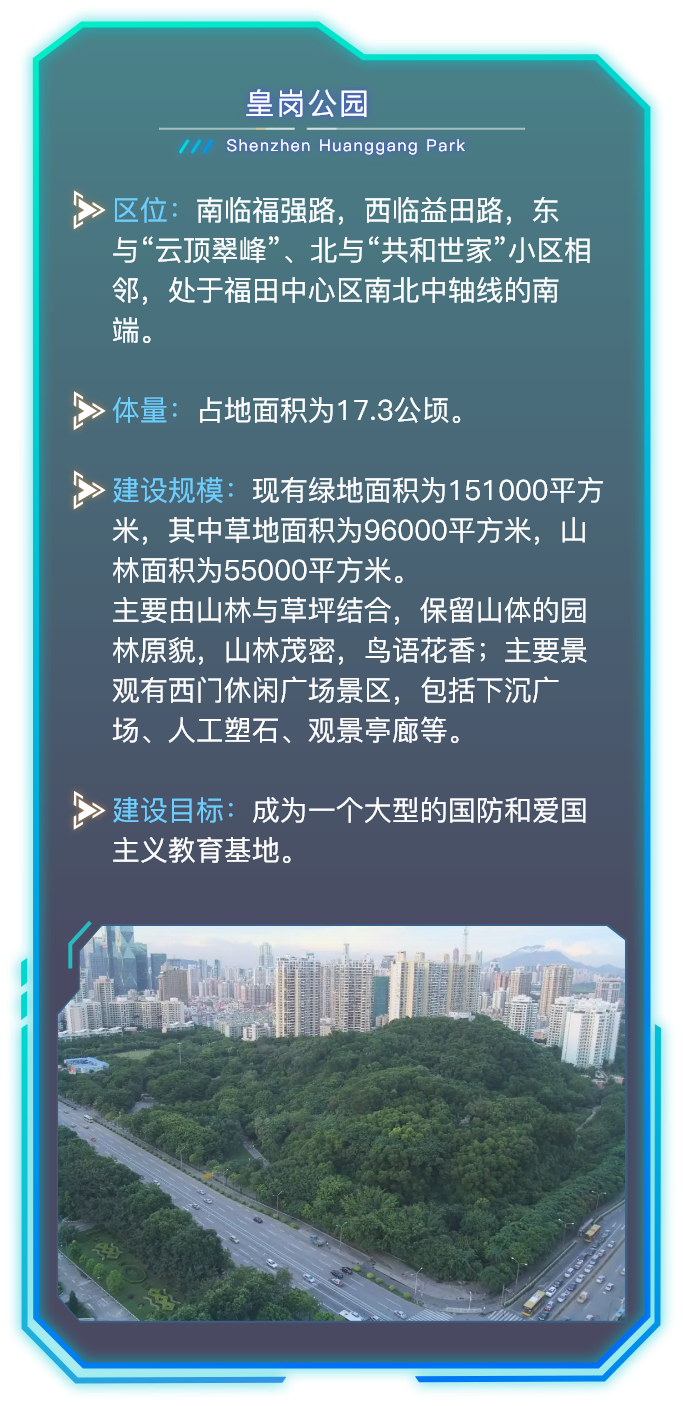 皇岗公园
Shenzhen Huanggang Park
区位：南临福强路，西临益田路，东
与“云顶翠峰”、北与“共和世家”小区相
邻，处于福田中心区南北中轴线的南
端。
体量：占地面积为17.3公顷。
建设规模：现有绿地面积为151000平方
米，其中草地面积为96000平方米，山
林面积为55000平方米。
主要由山林与草坪结合，保留山体的园
林原貌，山林茂密，鸟语花香；主要景
观有西门休闲广场景区，包括下沉广
场、人工塑石、观景亭廊等。
建设目标：成为一个大型的国防和爱国
主义教育基地。